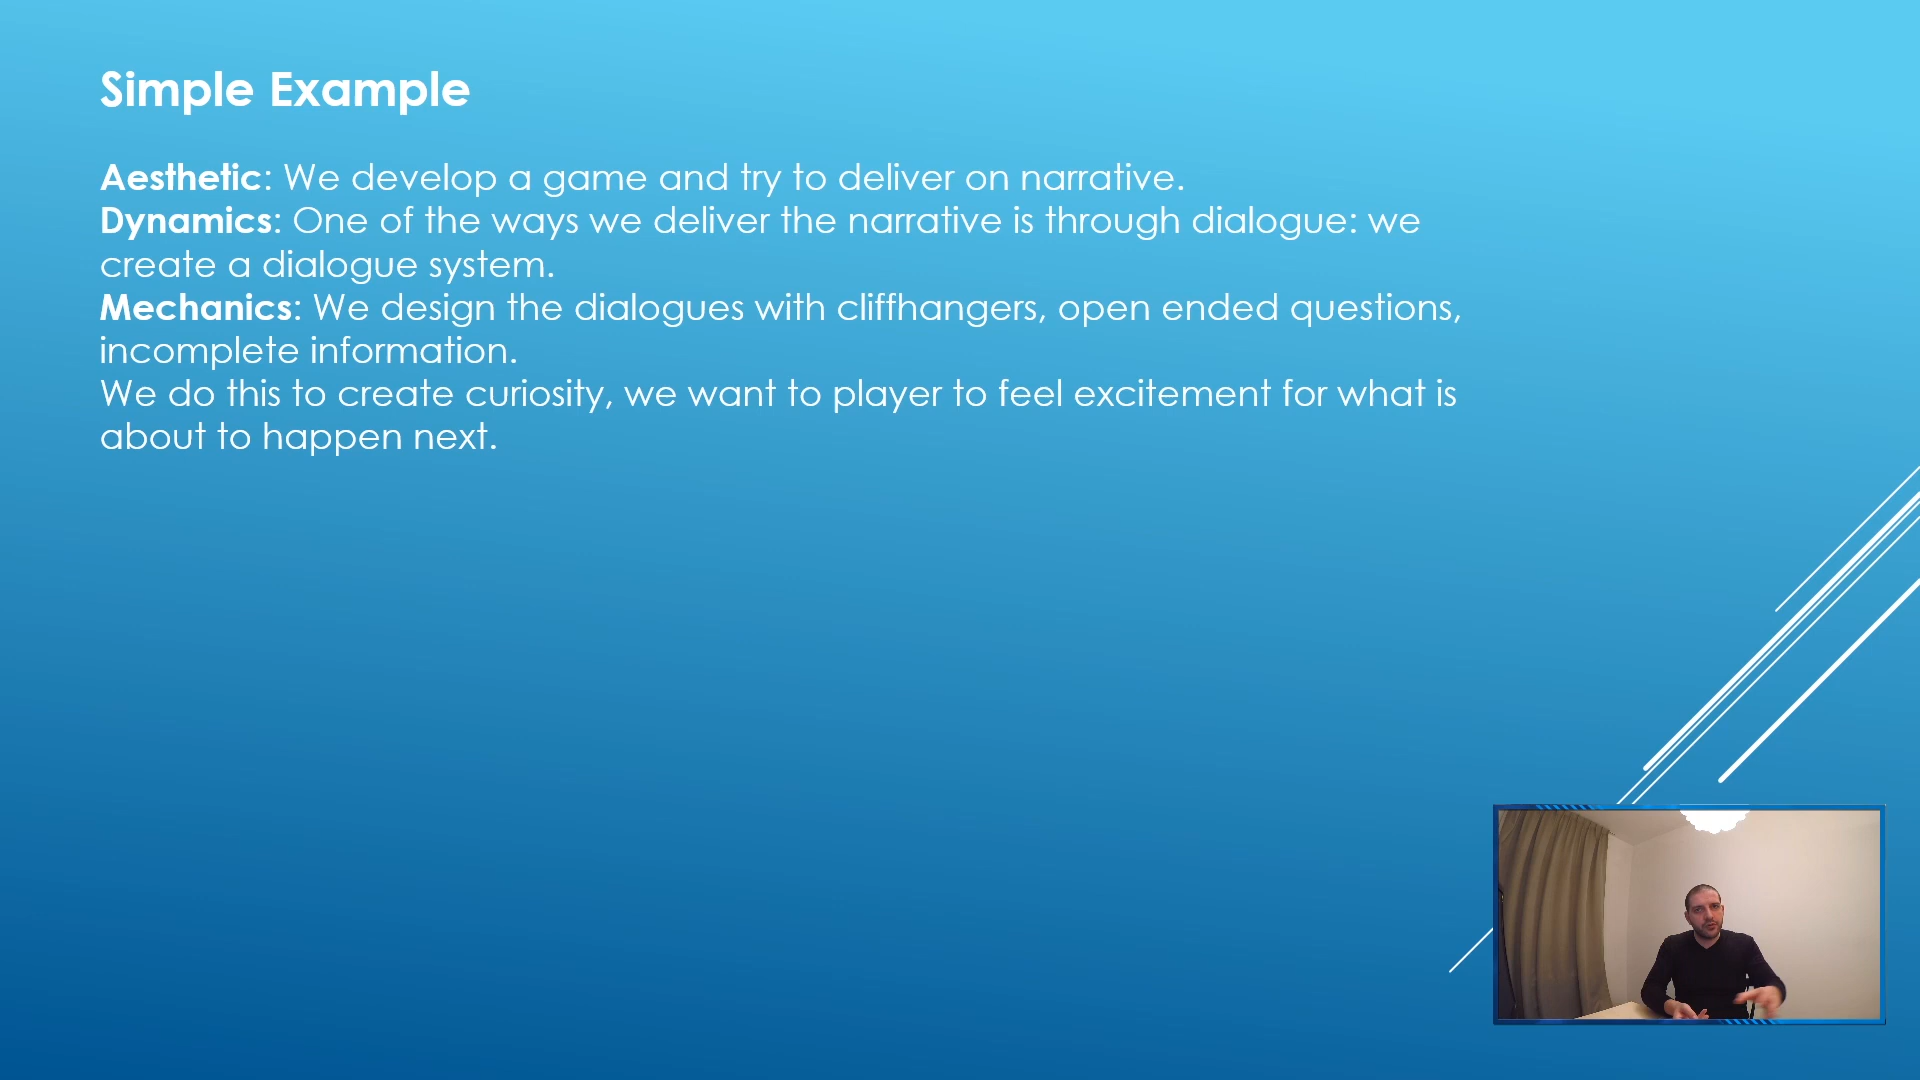 Simple Example
Aesthetic: We develop a game and try to deliver on narrative.
Dynamics: One of the ways we deliver the narrative is through dialogue: we
create a dialogue system.
Mechanics: We design the dialogues with cliffhangers, open ended questions,
incomplete information.
We do this to create curiosity, we want to player to feel excitement for what is
about to happen next.